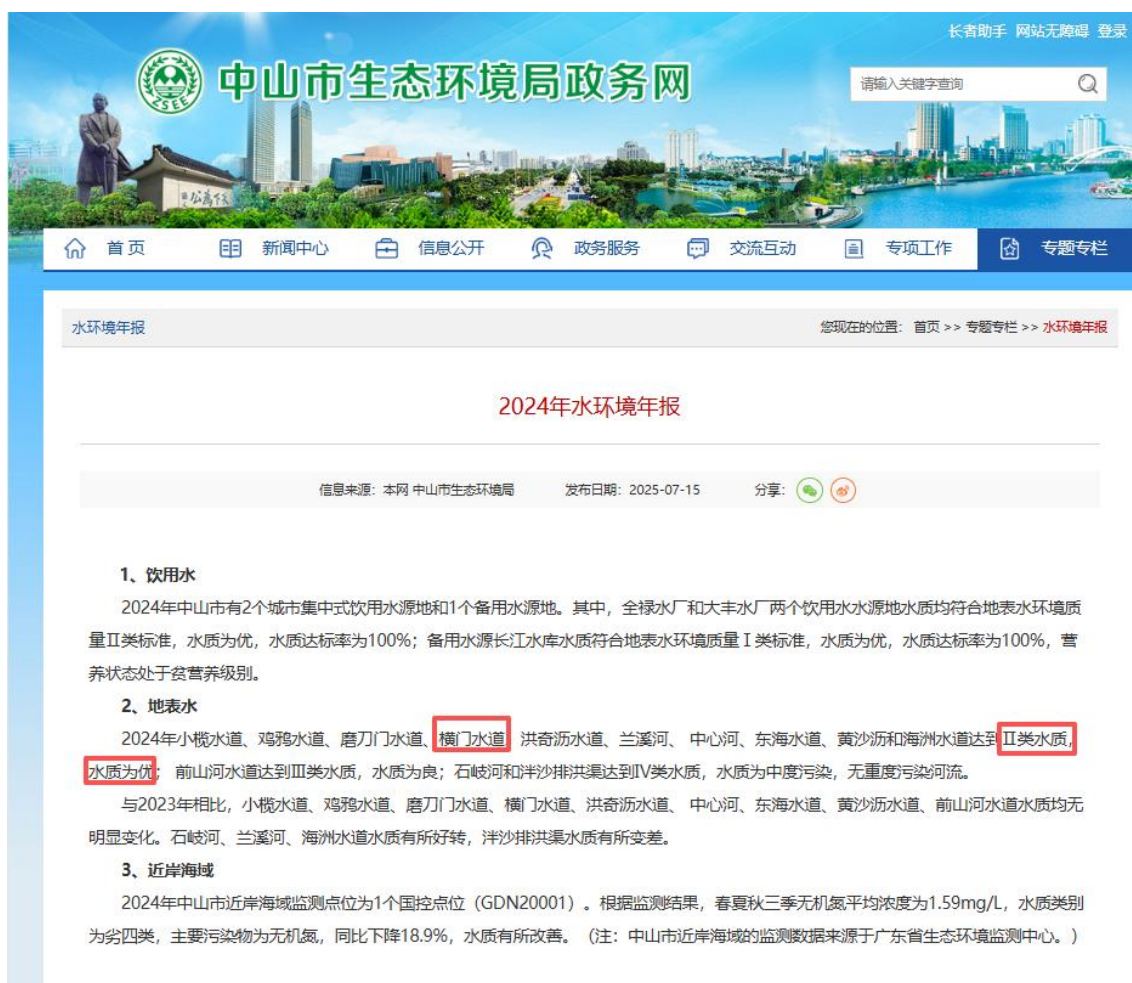 长者助手 网站无障碍 登录
ZSEE
中山市生态环境局政务网
请输入关键字查询
首页 新闻中心 信息公开 政务服务 交流互动 专项工作 专题专栏
水环境年报 您现在的位置： 首页 >> 专题专栏 >> 水环境年报
2024年水环境年报
信息来源：本网 中山市生态环境局 发布日期：2025-07-15 分享：
1、饮用水
2024年中山市有2个城市集中式饮用水源地和1个备用水源地。其中，全禄水厂和大丰水厂两个饮用水水源地水质均符合地表水环境质
量Ⅱ类标准，水质为优，水质达标率为100%；备用水源长江水库水质符合地表水环境质量Ⅰ类标准，水质为优，水质达标率为100%，营
养状态处于贫营养级别。
2、地表水
2024年小榄水道、鸡鸦水道、磨刀门水道、横门水道 洪奇沥水道、兰溪河、 中心河、东海水道、黄沙沥和海洲水道达到Ⅱ类水质，
水质为优； 前山河水道达到Ⅲ类水质，水质为良；石岐河和泮沙排洪渠达到Ⅳ类水质，水质为中度污染，无重度污染河流。
与2023年相比，小榄水道、鸡鸦水道、磨刀门水道、横门水道、洪奇沥水道、 中心河、东海水道、黄沙沥水道、前山河水道水质均无
明显变化。石岐河、兰溪河、海洲水道水质有所好转，泮沙排洪渠水质有所变差。
3、近岸海域
2024年中山市近岸海域监测点位为1个国控点位（GDN20001）。根据监测结果，春夏秋三季无机氮平均浓度为1.59mg/L，水质类别
为劣四类，主要污染物为无机氮，同比下降18.9%，水质有所改善。（注：中山市近岸海域的监测数据来源于广东省生态环境监测中心。）